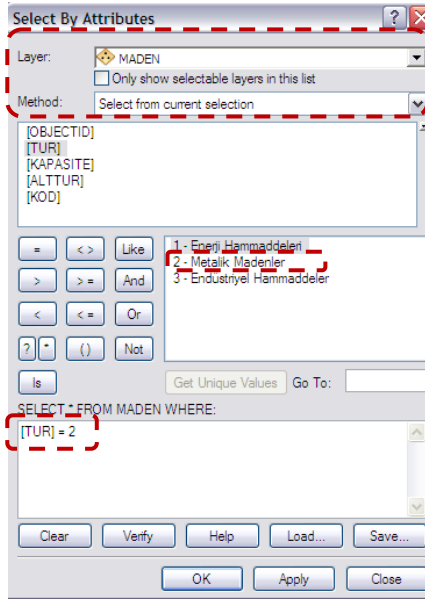 Select By Attributes
Layer: MADEN
Only show selectable layers in this list
Method: Select from current selection
[OBJECTID]
[TUR]
[KAPASITE]
[ALTTUR]
[KOD]
= < > Like
> > = And
< < = Or
? * () Not
Is
1 - Enerji Hammaddeleri
2 - Metalik Madenler
3 - Endustriyel Hammaddeler
Get Unique Values Go To:
SELECT * FROM MADEN WHERE:
[TUR] = 2
Clear Verify Help Load... Save...
OK Apply Close